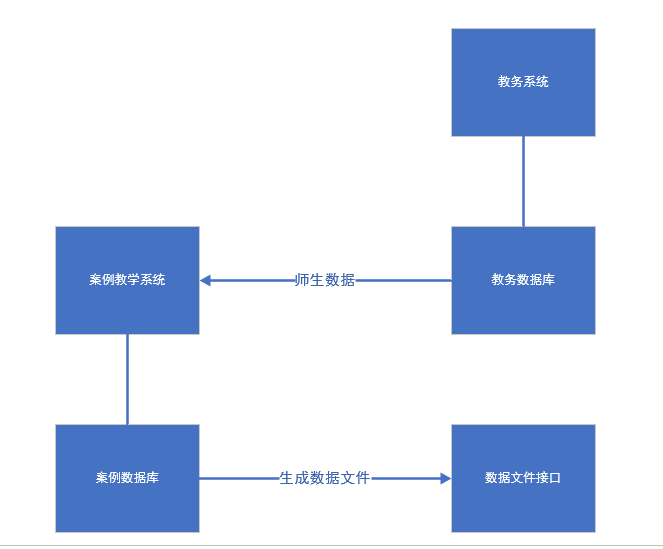 教务系统
案例教学系统
师生数据
教务数据库
案例数据库
生成数据文件
数据文件接口